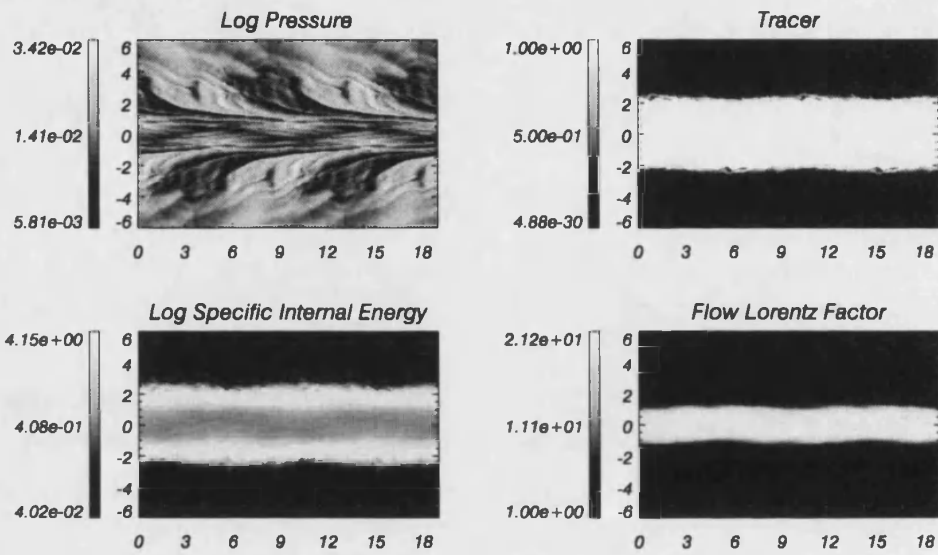 Log Pressure
3.42e-02
1.41e-02
5.81e-03
6
4
2
0
-2
-4
-6
0 3 6 9 12 15 18
Tracer
1.00e+00
5.00e-01
4.88e-30
6
4
2
0
-2
-4
-6
0 3 6 9 12 15 18
Log Specific Internal Energy
4.15e+00
4.08e-01
4.02e-02
6
4
2
0
-2
-4
-6
0 3 6 9 12 15 18
Flow Lorentz Factor
2.12e+01
1.11e+01
1.00e+00
6
4
2
0
-2
-4
-6
0 3 6 9 12 15 18